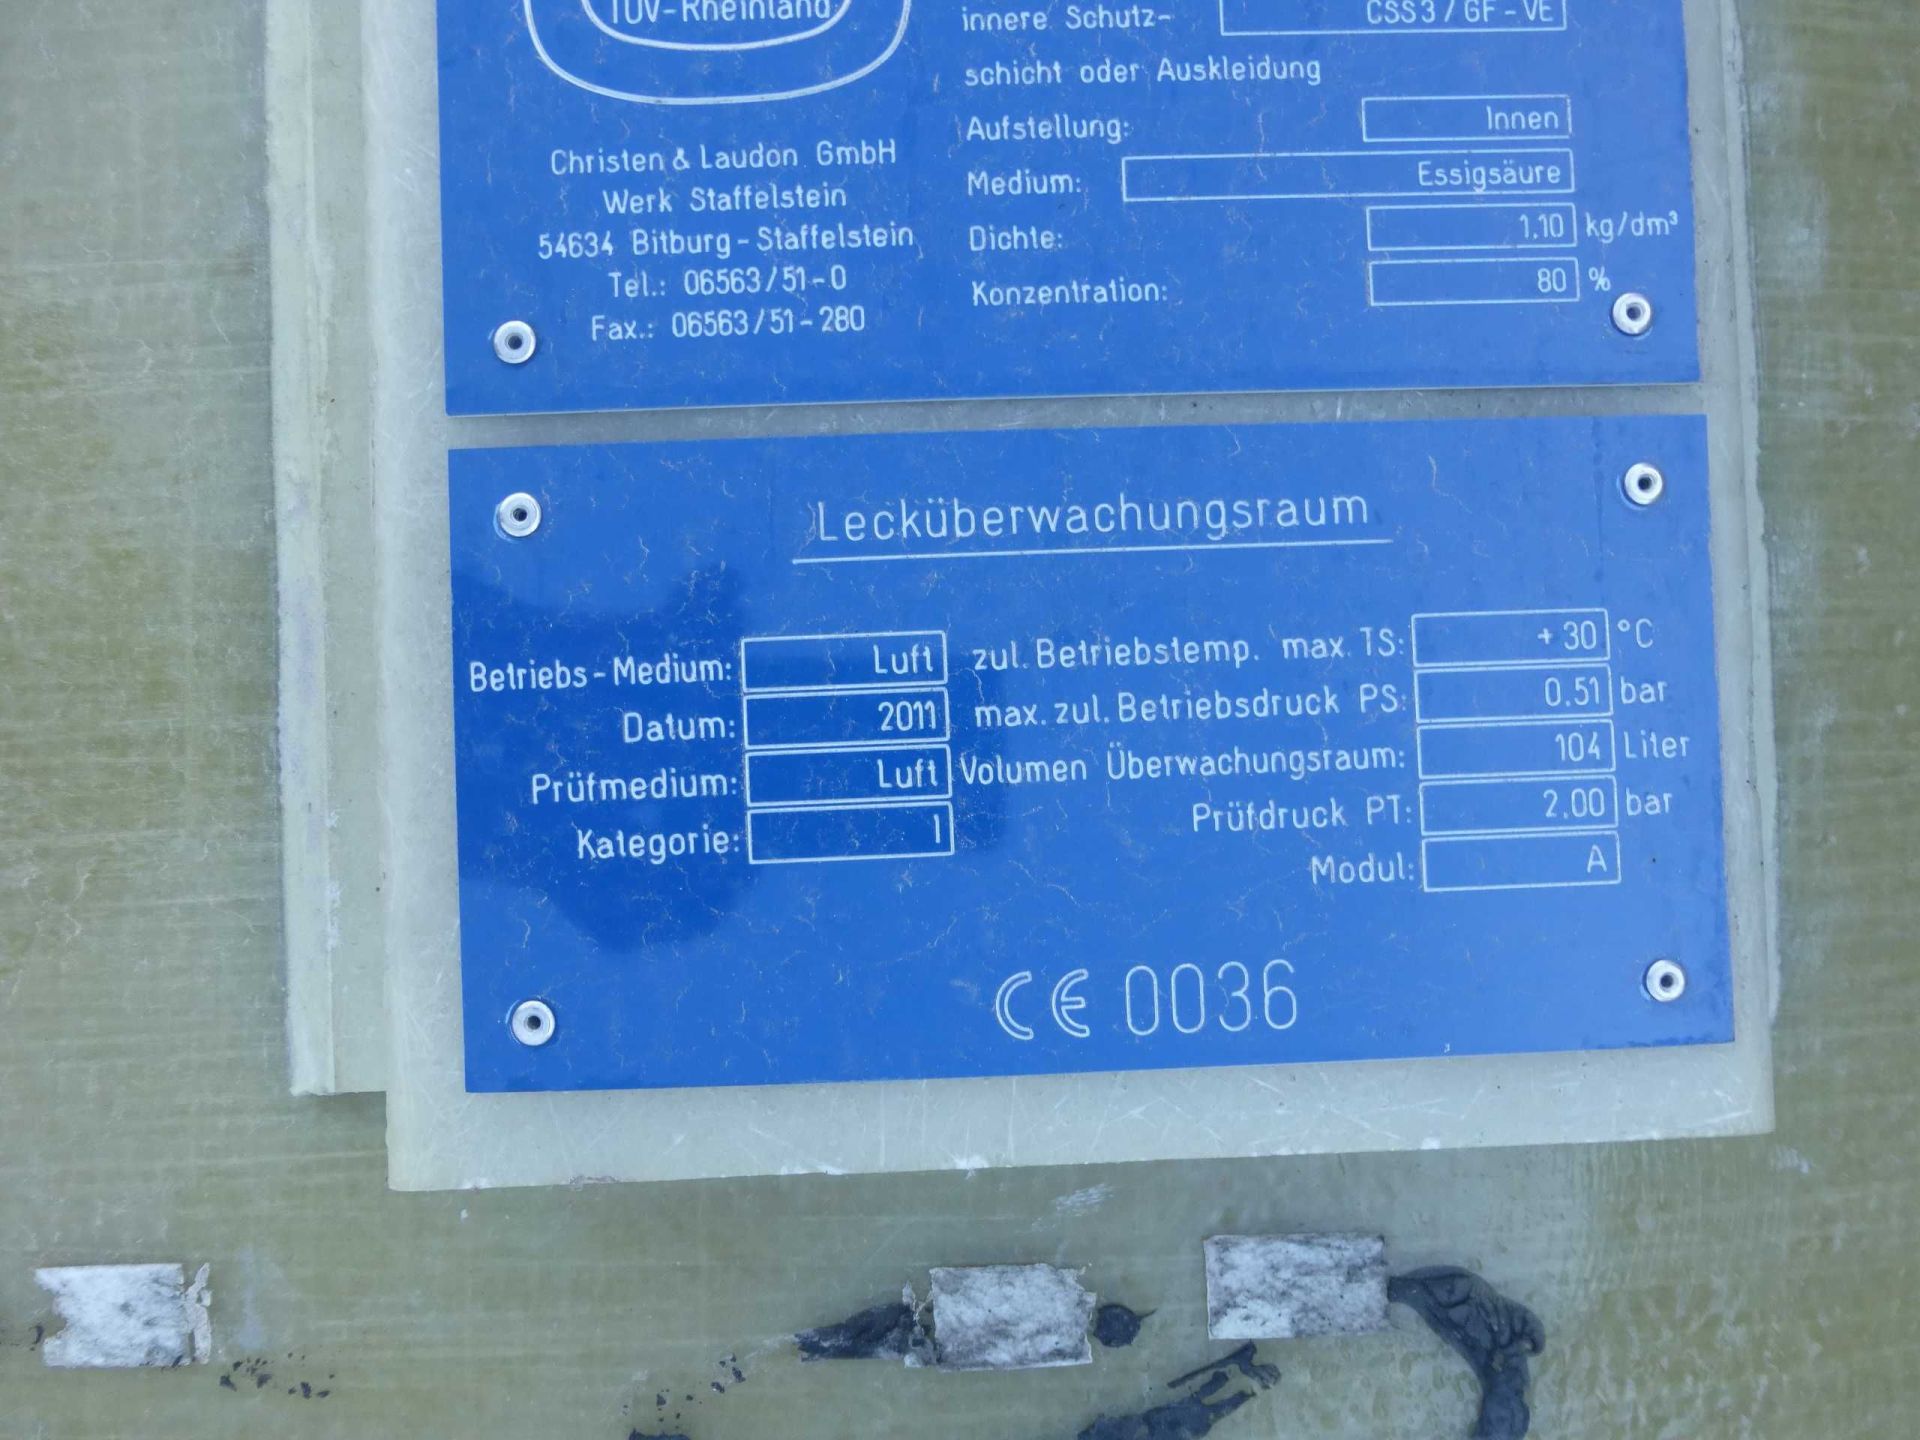 TÜV-Rheinland
Christen & Laudon GmbH
Werk Staffelstein
54634 Bitburg-Staffelstein
Tel.: 06563/51-0
Fax.: 06563/51-280
innere Schutz- CSS3 / GF - VE
schicht oder Auskleidung
Aufstellung: Innen
Medium: Essigsäure
Dichte: 1.10 kg/dm³
Konzentration: 80 %
Lecküberwachungsraum
Betriebs-Medium: Luft zul. Betriebstemp. max. TS: +30 °C
Datum: 2011 max. zul. Betriebsdruck PS: 0.51 bar
Prüfmedium: Luft Volumen Überwachungsraum: 104 Liter
Kategorie: I Prüfdruck PT: 2.00 bar
Modul: A
CE 0036